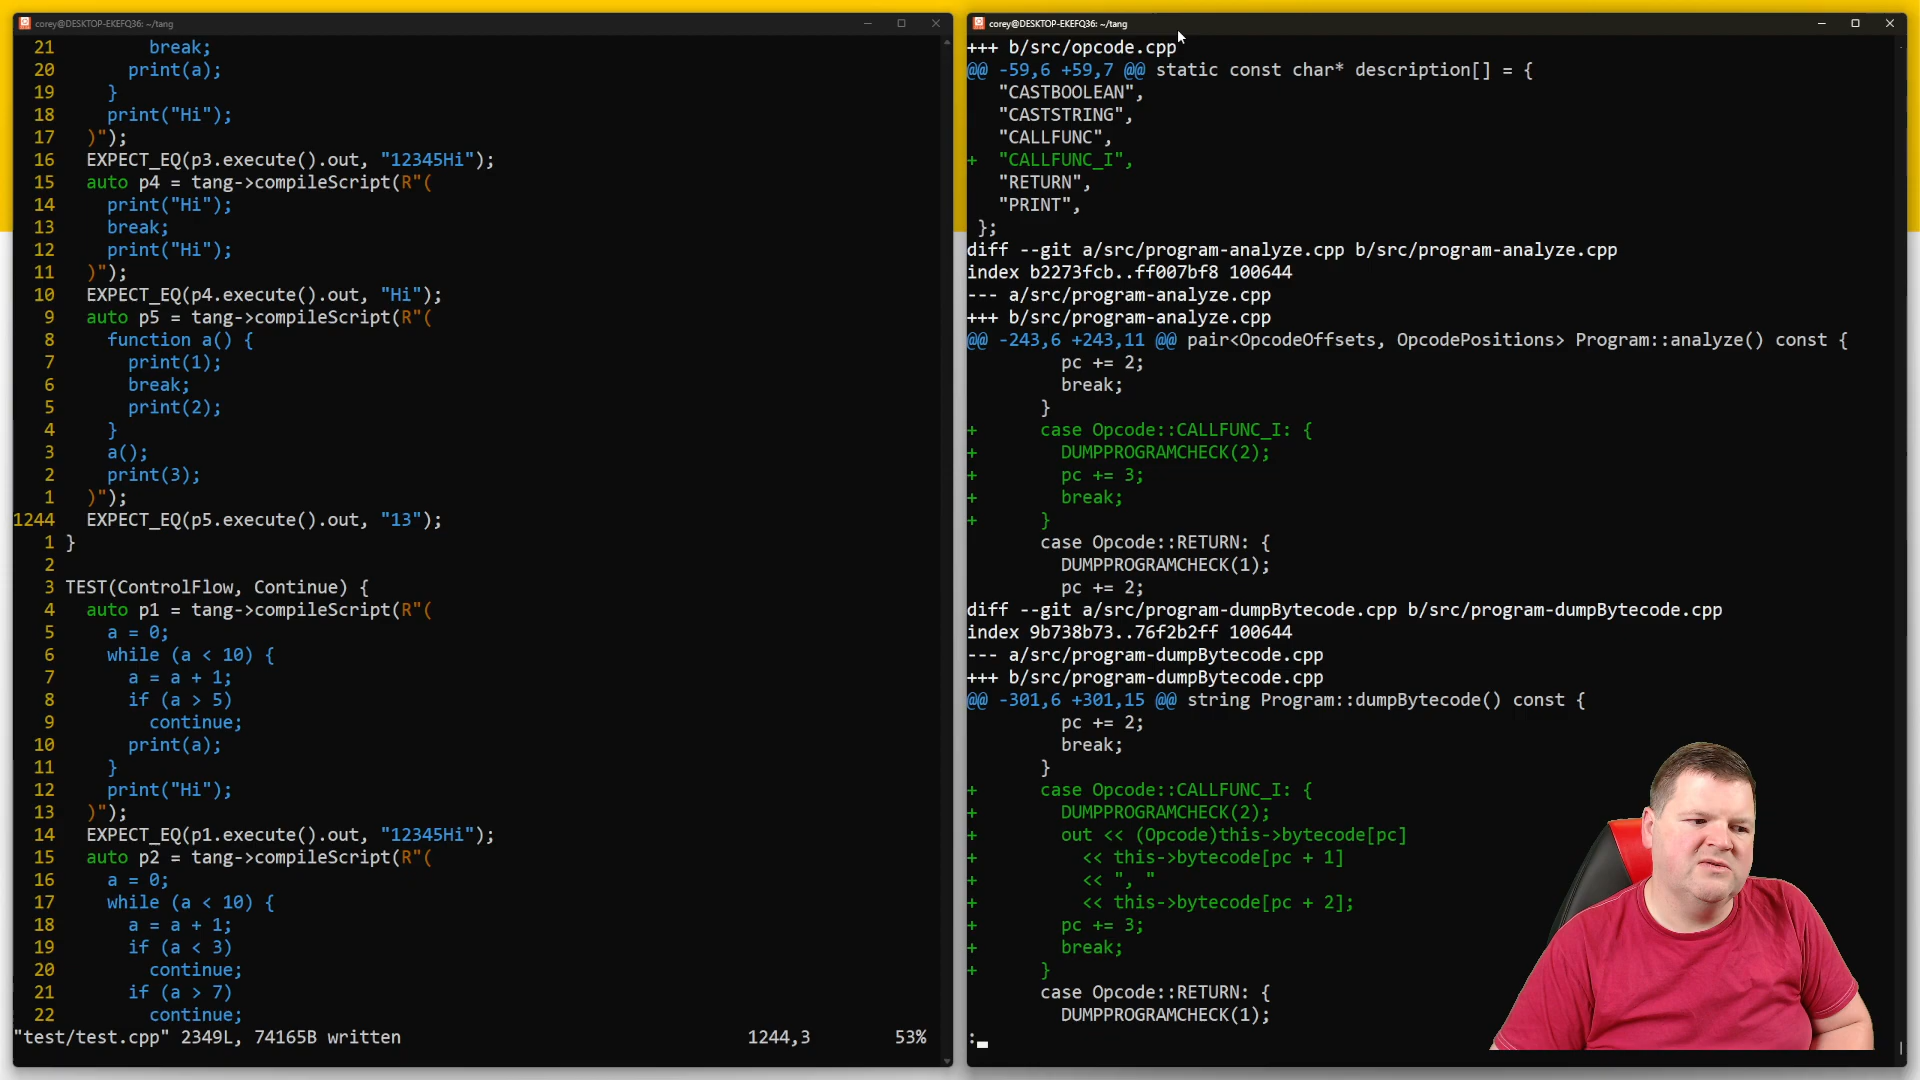 corey@DESKTOP-EKEFQ36: ~/tang
21 break;
20 print(a);
19 }
18 print("Hi");
17 )");
16 EXPECT_EQ(p3.execute().out, "12345Hi");
15 auto p4 = tang->compileScript(R"(
14 print("Hi");
13 break;
12 print("Hi");
11 )");
10 EXPECT_EQ(p4.execute().out, "Hi");
9 auto p5 = tang->compileScript(R"(
8 function a() {
7 print(1);
6 break;
5 print(2);
4 }
3 a();
2 print(3);
1 )");
1244 EXPECT_EQ(p5.execute().out, "13");
1 }
2
3 TEST(ControlFlow, Continue) {
4 auto p1 = tang->compileScript(R"(
5 a = 0;
6 while (a < 10) {
7 a = a + 1;
8 if (a > 5)
9 continue;
10 print(a);
11 }
12 print("Hi");
13 )");
14 EXPECT_EQ(p1.execute().out, "12345Hi");
15 auto p2 = tang->compileScript(R"(
16 a = 0;
17 while (a < 10) {
18 a = a + 1;
19 if (a < 3)
20 continue;
21 if (a > 7)
22 continue;
"test/test.cpp" 2349L, 74165B written 1244,3 53%
corey@DESKTOP-EKEFQ36: ~/tang
+++ b/src/opcode.cpp
@@ -59,6 +59,7 @@ static const char* description[] = {
"CASTBOOLEAN",
"CASTSTRING",
"CALLFUNC",
+ "CALLFUNC_I",
"RETURN",
"PRINT",
};
diff --git a/src/program-analyze.cpp b/src/program-analyze.cpp
index b2273fcb..ff007bf8 100644
--- a/src/program-analyze.cpp
+++ b/src/program-analyze.cpp
@@ -243,6 +243,11 @@ pair<OpcodeOffsets, OpcodePositions> Program::analyze() const {
pc += 2;
break;
}
+ case Opcode::CALLFUNC_I: {
+ DUMPPROGRAMCHECK(2);
+ pc += 3;
+ break;
+ }
case Opcode::RETURN: {
DUMPPROGRAMCHECK(1);
pc += 2;
diff --git a/src/program-dumpBytecode.cpp b/src/program-dumpBytecode.cpp
index 9b738b73..76f2b2ff 100644
--- a/src/program-dumpBytecode.cpp
+++ b/src/program-dumpBytecode.cpp
@@ -301,6 +301,15 @@ string Program::dumpBytecode() const {
pc += 2;
break;
}
+ case Opcode::CALLFUNC_I: {
+ DUMPPROGRAMCHECK(2);
+ out << (Opcode)this->bytecode[pc]
+ << this->bytecode[pc + 1]
+ << ", "
+ << this->bytecode[pc + 2];
+ pc += 3;
+ break;
+ }
case Opcode::RETURN: {
DUMPPROGRAMCHECK(1);
: